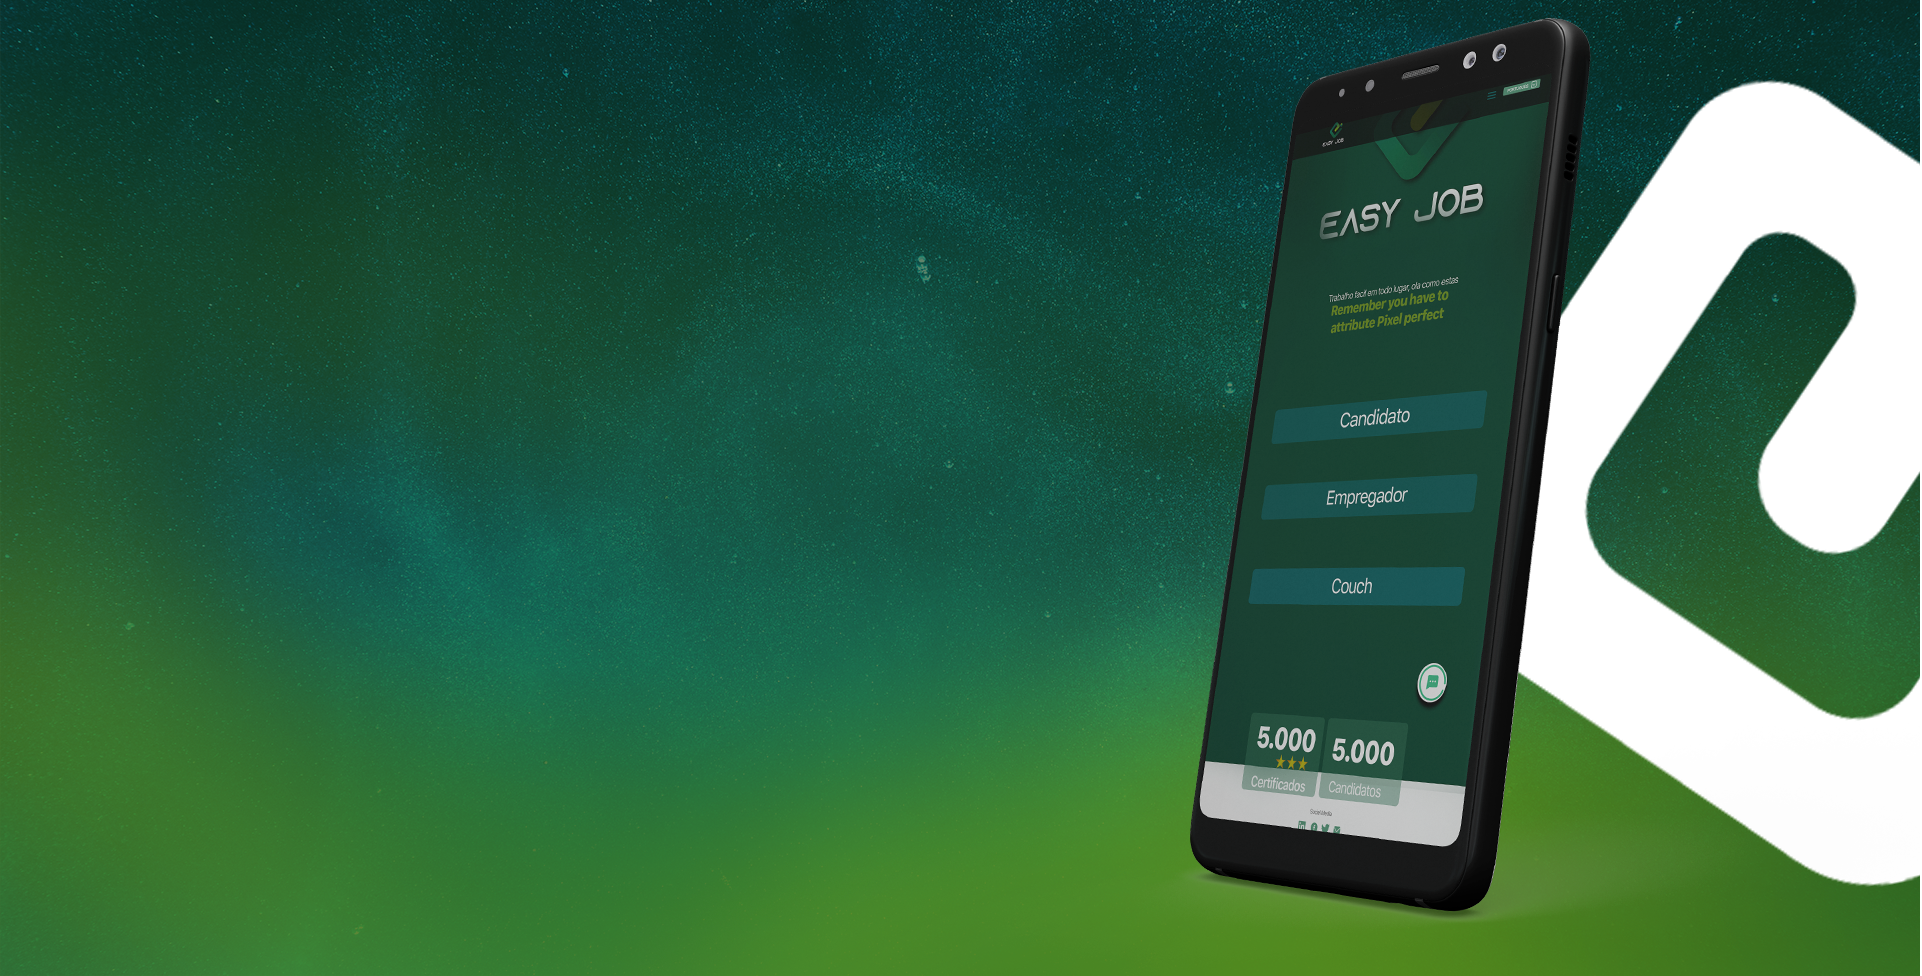 EASY JOB
EASY JOB
Trabalho facil em todo lugar, ola como estas
Remember you have to
attribute Pixel perfect
Candidato
Empregador
Couch
5.000
Certificados
5.000
Candidatos
Social Media